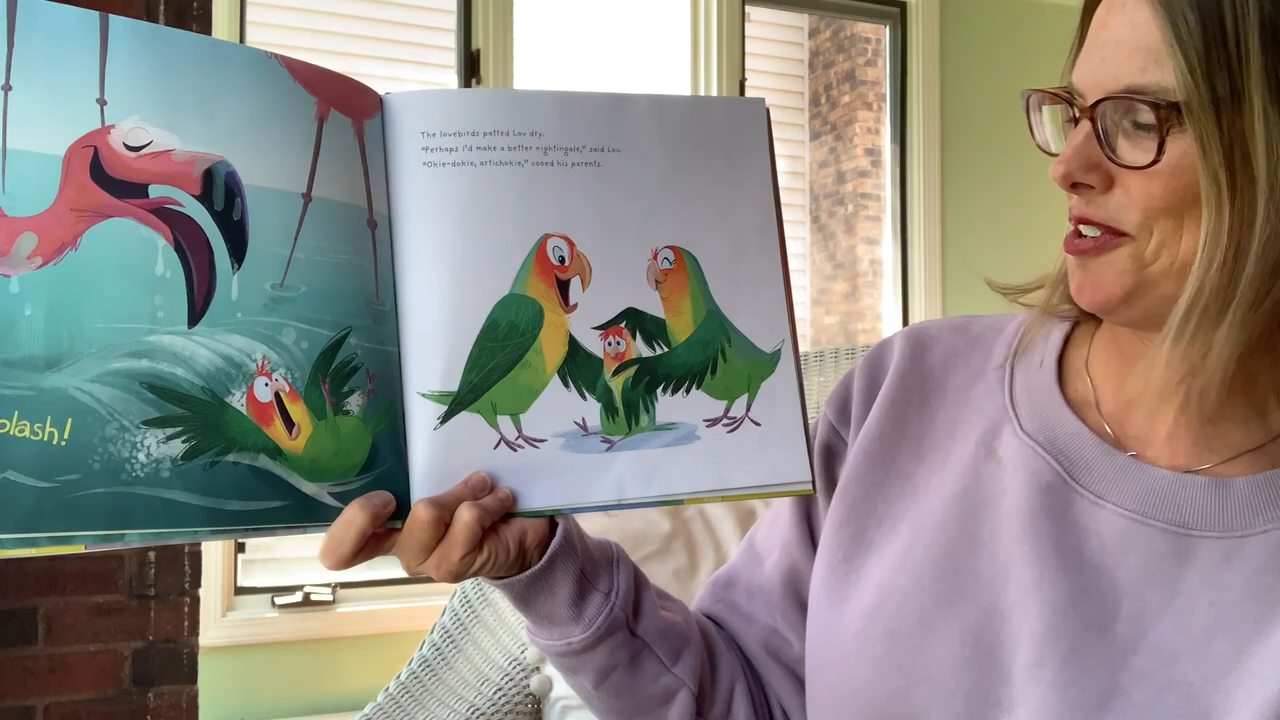 plash!
The lovebirds patted Lou dry.
"Perhaps I'd make a better nightingale," said Lou.
"Okie-dokie, artichokie," cooed his parents.